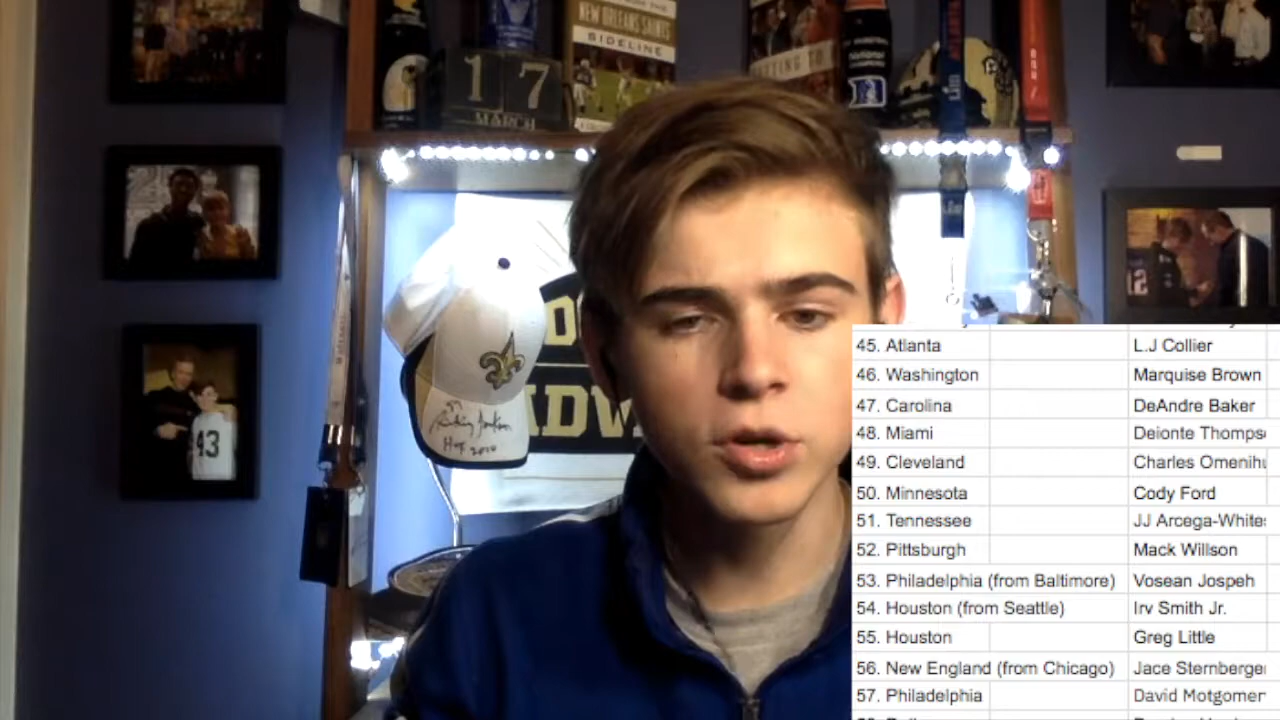 NEW ORLEANS SAINTS
SIDELINE
17
MARCH
43
12
45. Atlanta L.J Collier
46. Washington Marquise Brown
47. Carolina DeAndre Baker
48. Miami Deionte Thomps
49. Cleveland Charles Omenihu
50. Minnesota Cody Ford
51. Tennessee JJ Arcega-Whites
52. Pittsburgh Mack Willson
53. Philadelphia (from Baltimore) Vosean Jospeh
54. Houston (from Seattle) Irv Smith Jr.
55. Houston Greg Little
56. New England (from Chicago) Jace Sternberger
57. Philadelphia David Motgomer